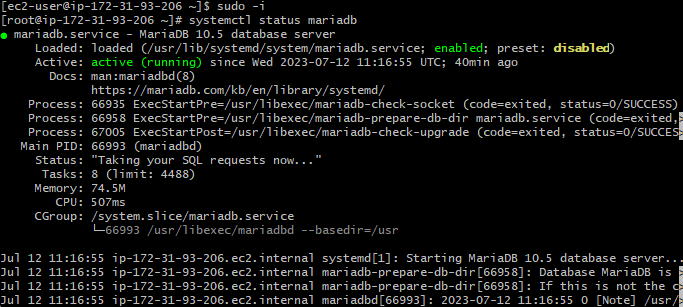 [ec2-user@ip-172-31-93-206 ~]$ sudo -i
[root@ip-172-31-93-206 ~]# systemctl status mariadb
● mariadb.service - MariaDB 10.5 database server
     Loaded: loaded (/usr/lib/systemd/system/mariadb.service; enabled; preset: disabled)
     Active: active (running) since Wed 2023-07-12 11:16:55 UTC; 40min ago
       Docs: man:mariadbd(8)
             https://mariadb.com/kb/en/library/systemd/
    Process: 66935 ExecStartPre=/usr/libexec/mariadb-check-socket (code=exited, status=0/SUCCESS)
    Process: 66958 ExecStartPre=/usr/libexec/mariadb-prepare-db-dir mariadb.service (code=exited,>
    Process: 67005 ExecStartPost=/usr/libexec/mariadb-check-upgrade (code=exited, status=0/SUCCES>
   Main PID: 66993 (mariadbd)
     Status: "Taking your SQL requests now..."
      Tasks: 8 (limit: 4488)
     Memory: 74.5M
        CPU: 507ms
     CGroup: /system.slice/mariadb.service
             └─66993 /usr/libexec/mariadbd --basedir=/usr
Jul 12 11:16:55 ip-172-31-93-206.ec2.internal systemd[1]: Starting MariaDB 10.5 database server...
Jul 12 11:16:55 ip-172-31-93-206.ec2.internal mariadb-prepare-db-dir[66958]: Database MariaDB is >
Jul 12 11:16:55 ip-172-31-93-206.ec2.internal mariadb-prepare-db-dir[66958]: If this is not the c>
Jul 12 11:16:55 ip-172-31-93-206.ec2.internal mariadbd[66993]: 2023-07-12 11:16:55 0 [Note] /usr/>